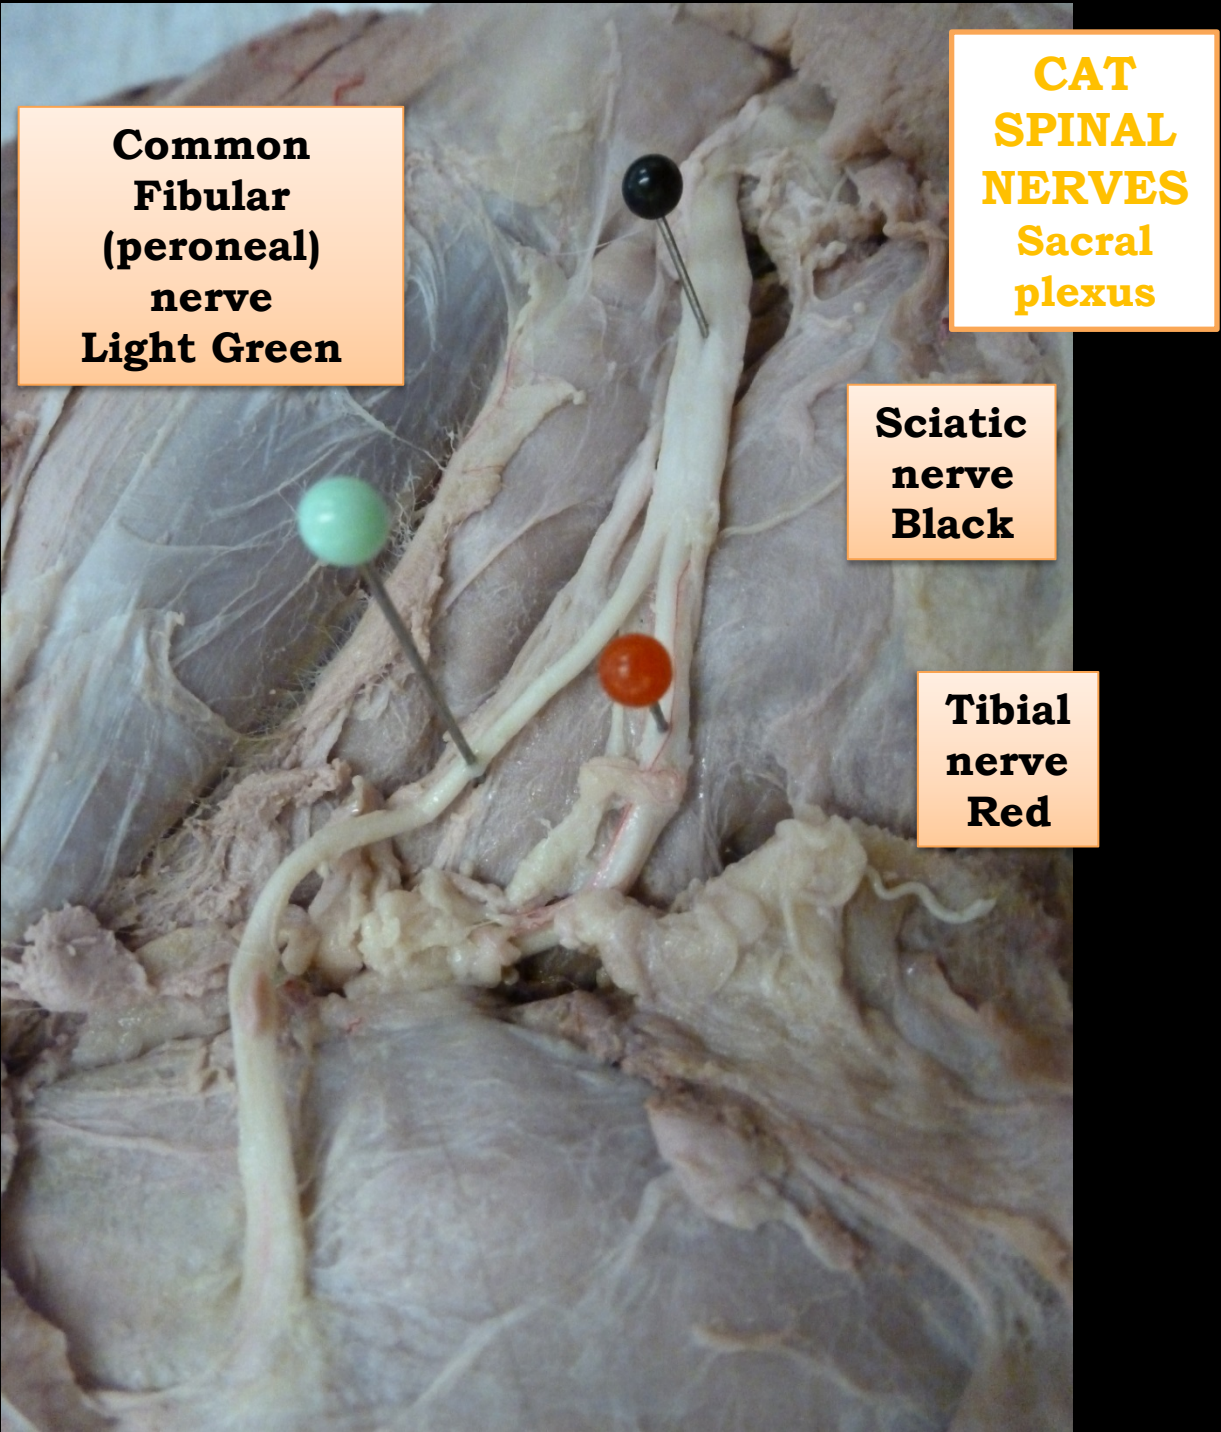 Common
Fibular
(peroneal)
nerve
Light Green
CAT
SPINAL
NERVES
Sacral
plexus
Sciatic
nerve
Black
Tibial
nerve
Red